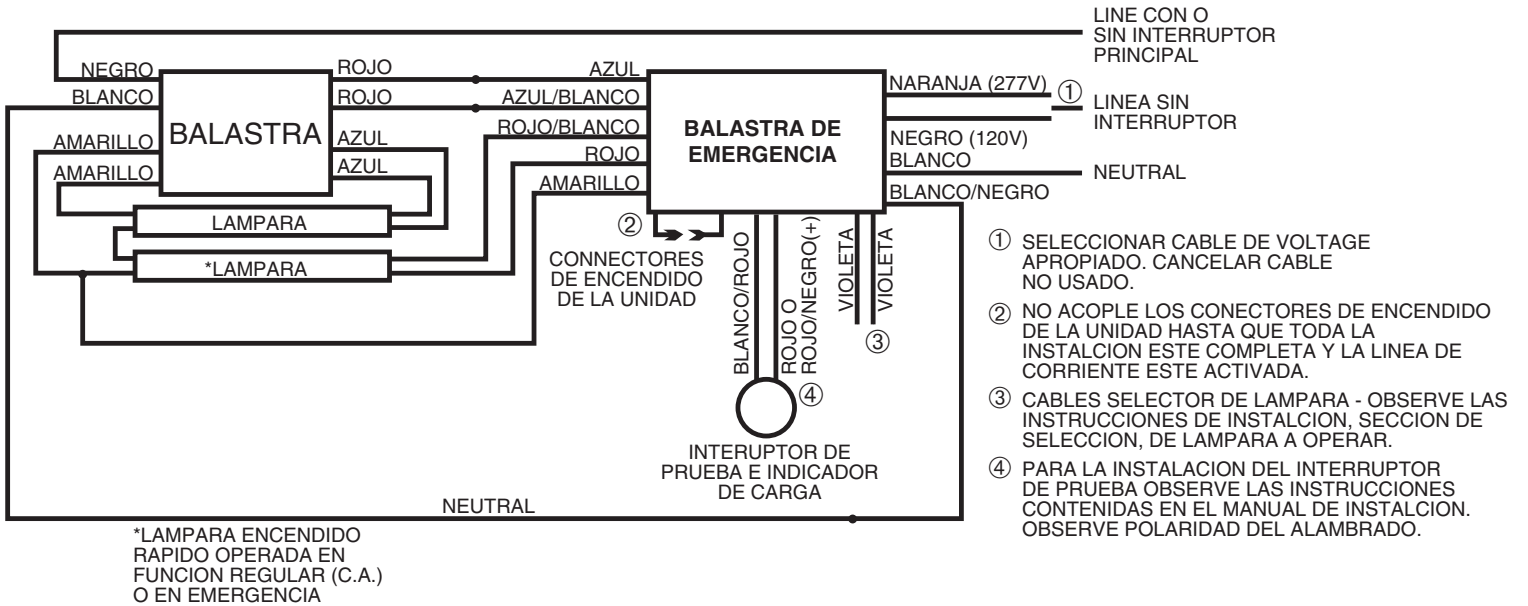 LINE CON O
SIN INTERRUPTOR
PRINCIPAL
NEGRO
ROJO
AZUL
BLANCO
ROJO
AZUL/BLANCO
NARANJA (277V)
①
LINEA SIN
INTERRUPTOR
BALASTRA
ROJO/BLANCO
BALASTRA DE
EMERGENCIA
AMARILLO
AZUL
ROJO
NEGRO (120V)
BLANCO
NEUTRAL
AMARILLO
AZUL
AMARILLO
BLANCO/NEGRO
LAMPARA
*LAMPARA
②
CONNECTORES
DE ENCENDIDO
DE LA UNIDAD
BLANCO/ROJO
ROJO O
ROJO/NEGRO(+)
VIOLETA
VIOLETA
③
④
INTERUPTOR DE
PRUEBA E INDICADOR
DE CARGA
NEUTRAL
*LAMPARA ENCENDIDO
RAPIDO OPERADA EN
FUNCION REGULAR (C.A.)
O EN EMERGENCIA
① SELECCIONAR CABLE DE VOLTAGE
APROPIADO. CANCELAR CABLE
NO USADO.
② NO ACOPLE LOS CONECTORES DE ENCENDIDO
DE LA UNIDAD HASTA QUE TODA LA
INSTALCION ESTE COMPLETA Y LA LINEA DE
CORRIENTE ESTE ACTIVADA.
③ CABLES SELECTOR DE LAMPARA - OBSERVE LAS
INSTRUCCIONES DE INSTALCION, SECCION DE
SELECCION, DE LAMPARA A OPERAR.
④ PARA LA INSTALACION DEL INTERRUPTOR
DE PRUEBA OBSERVE LAS INSTRUCCIONES
CONTENIDAS EN EL MANUAL DE INSTALCION.
OBSERVE POLARIDAD DEL ALAMBRADO.